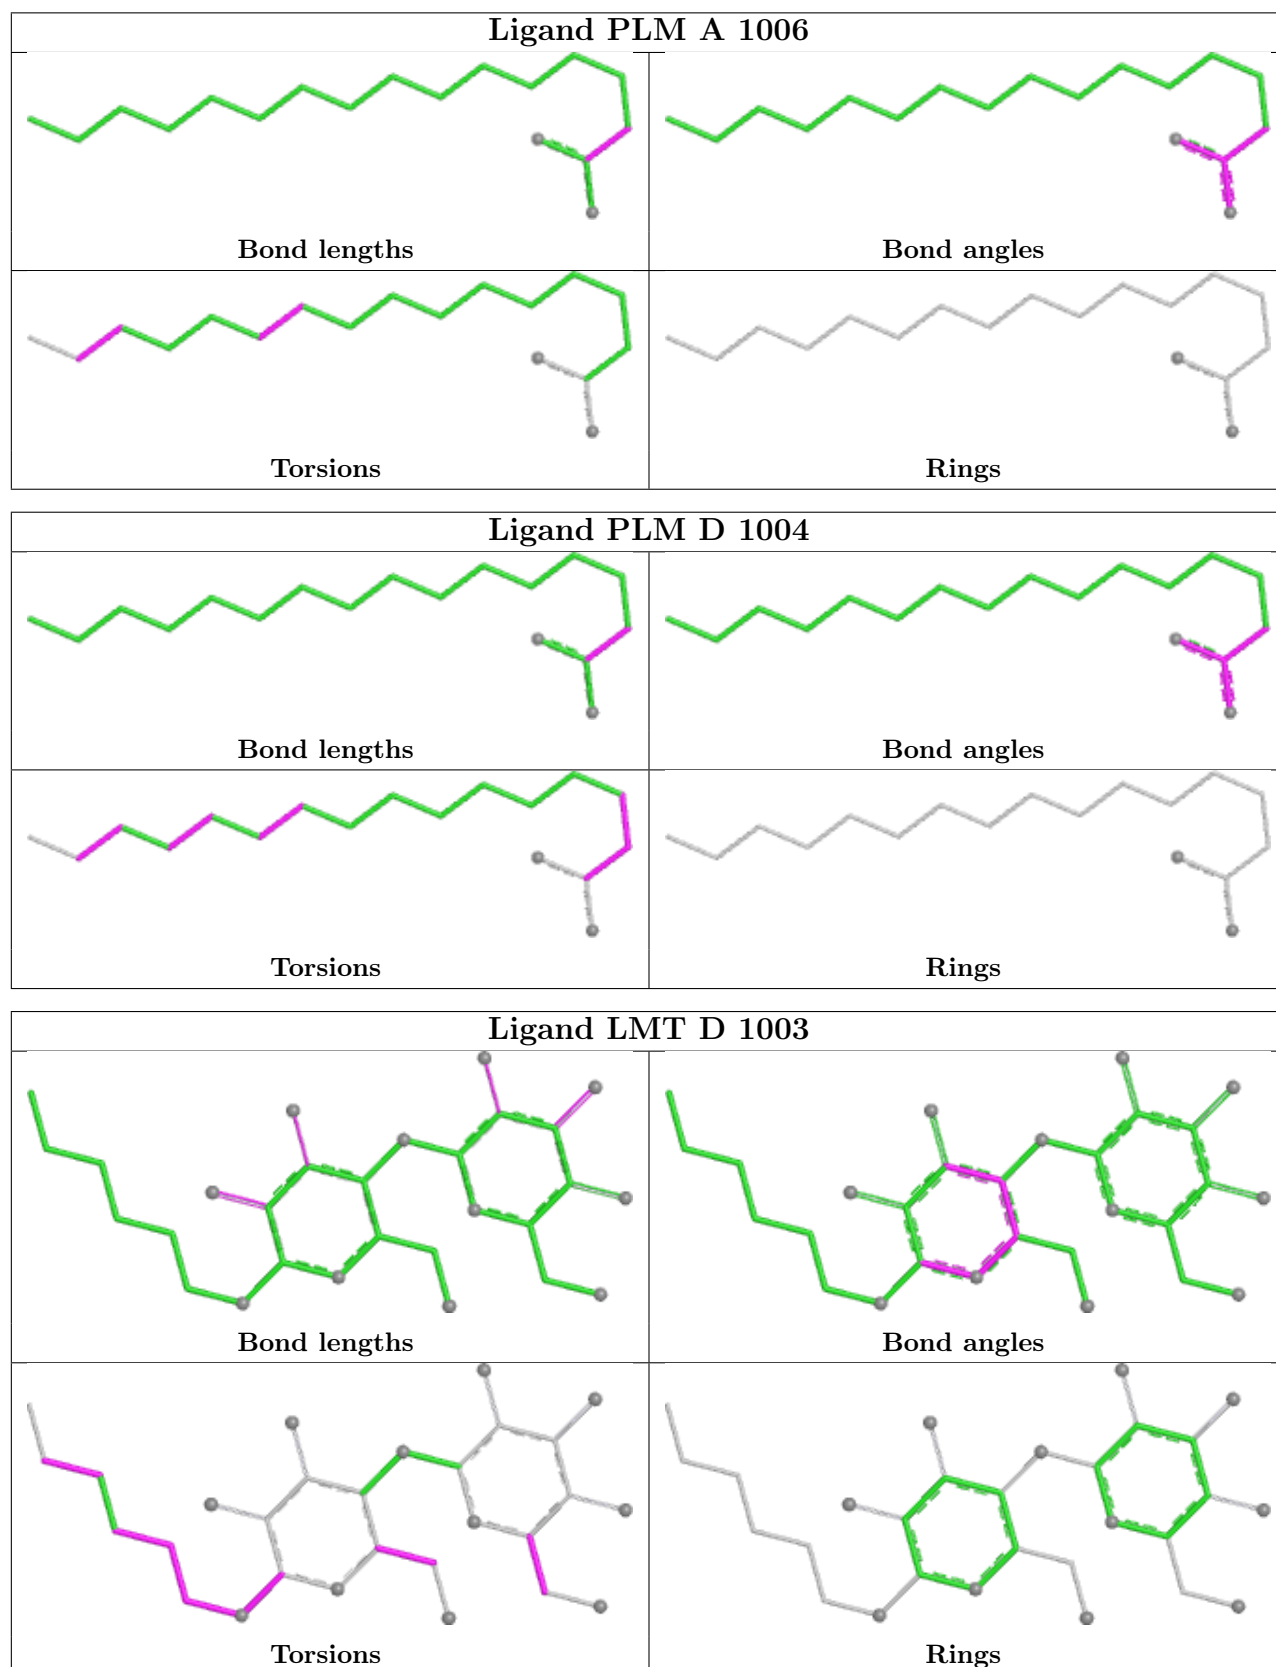 Ligand PLM A 1006
Bond lengths
Bond angles
Torsions
Rings
Ligand PLM D 1004
Bond lengths
Bond angles
Torsions
Rings
Ligand LMT D 1003
Bond lengths
Bond angles
Torsions
Rings